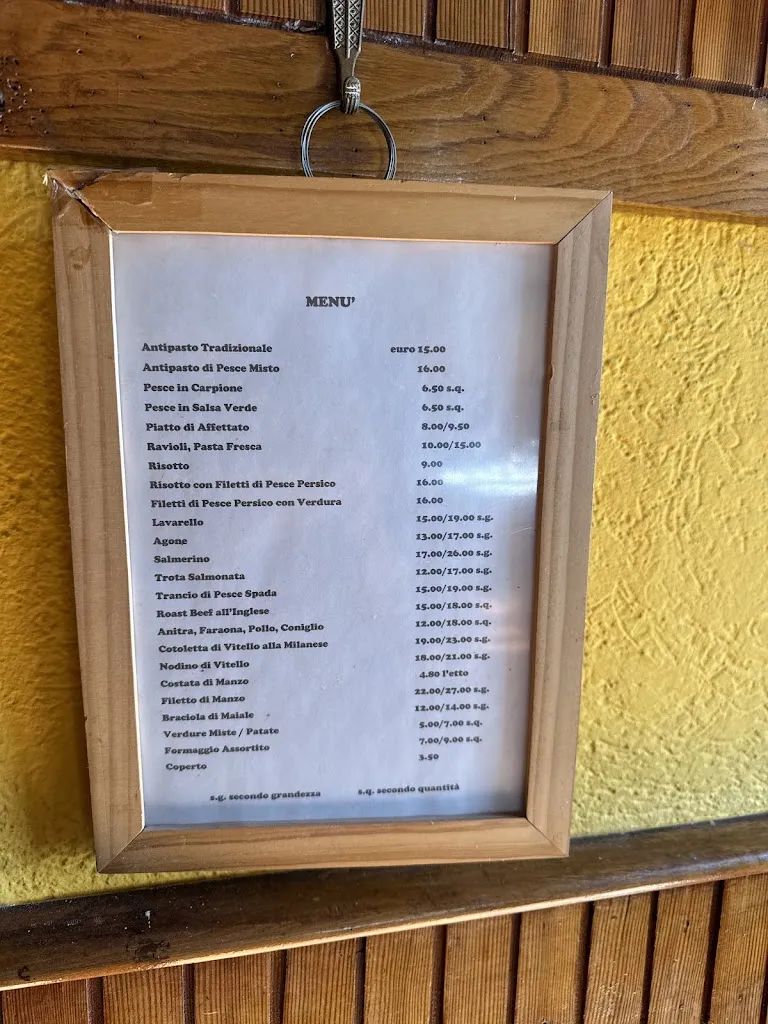 MENU'
Antipasto Tradizionale euro 15.00
Antipasto di Pesce Misto 16.00
Pesce in Carpione 6.50 s.q.
Pesce in Salsa Verde 6.50 s.q.
Piatto di Affettato 8.00/9.50
Ravioli, Pasta Fresca 10.00/15.00
Risotto 9.00
Risotto con Filetti di Pesce Persico 16.00
Filetti di Pesce Persico con Verdura 16.00
Lavarello 15.00/19.00 s.g.
Agone 13.00/17.00 s.g.
Salmerino 17.00/26.00 s.g.
Trota Salmonata 12.00/17.00 s.g.
Trancio di Pesce Spada 15.00/19.00 s.g.
Roast Beef all'Inglese 15.00/18.00 s.q.
Anitra, Faraona, Pollo, Coniglio 12.00/18.00 s.q.
Cotoletta di Vitello alla Milanese 19.00/23.00 s.g.
Nodino di Vitello 18.00/21.00 s.g.
Costata di Manzo 4.80 l'etto
Filetto di Manzo 22.00/27.00 s.g.
Braciola di Maiale 12.00/14.00 s.g.
Verdure Miste / Patate 5.00/7.00 s.q.
Formaggio Assortito 7.00/9.00 s.q.
Coperto 3.50
s.g. secondo grandezza s.q. secondo quantità